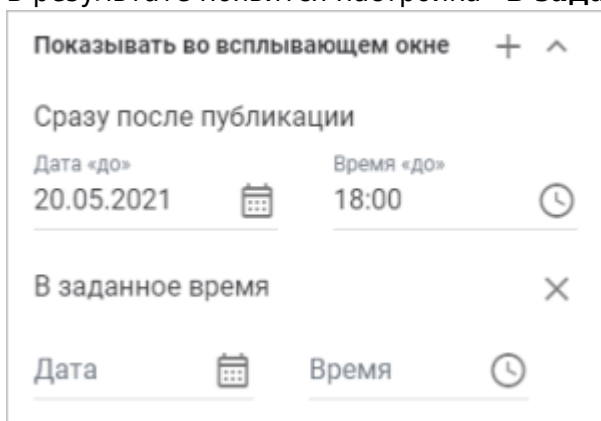 Показывать во всплывающем окне
Сразу после публикации
Дата «до» Время «до»
20.05.2021 18:00
В заданное время
Дата Время